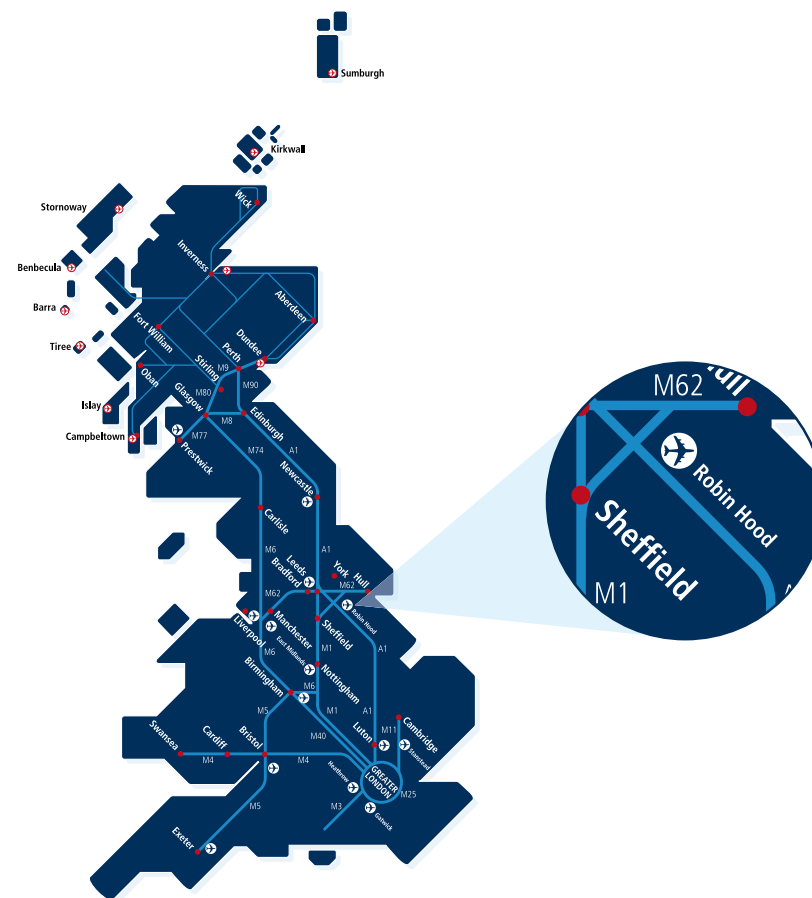 Sumburgh
Kirkwall
Wick
Stornoway
Inverness
Benbecula
Barra
Aberdeen
Fort William
Tiree
Dundee
Perth
Stirling
Oban
M9
M90
M80
Islay
Glasgow
M8
Edinburgh
Campbeltown
M77
Prestwick
M74
A1
Newcastle
Carlisle
M6
A1
Leeds
Bradford
York
Hull
M62
M62
Robin Hood
Liverpool
Manchester
East Midlands
Sheffield
M6
M1
A1
Nottingham
Birmingham
M6
M5
M1
A1
M40
Cambridge
M11
Luton
Stanstead
Swansea
Cardiff
Bristol
M4
M4
Heathrow
GREATER
LONDON
M25
M3
Gatwick
M5
Exeter
M62
Robin Hood
Sheffield
M1